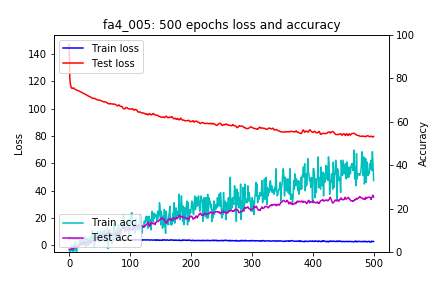 fa4_005: 500 epochs loss and accuracy
Train loss
Test loss
Train acc
Test acc
Loss
Accuracy
140
120
100
80
60
40
20
0
100
80
60
40
20
0
0
100
200
300
400
500